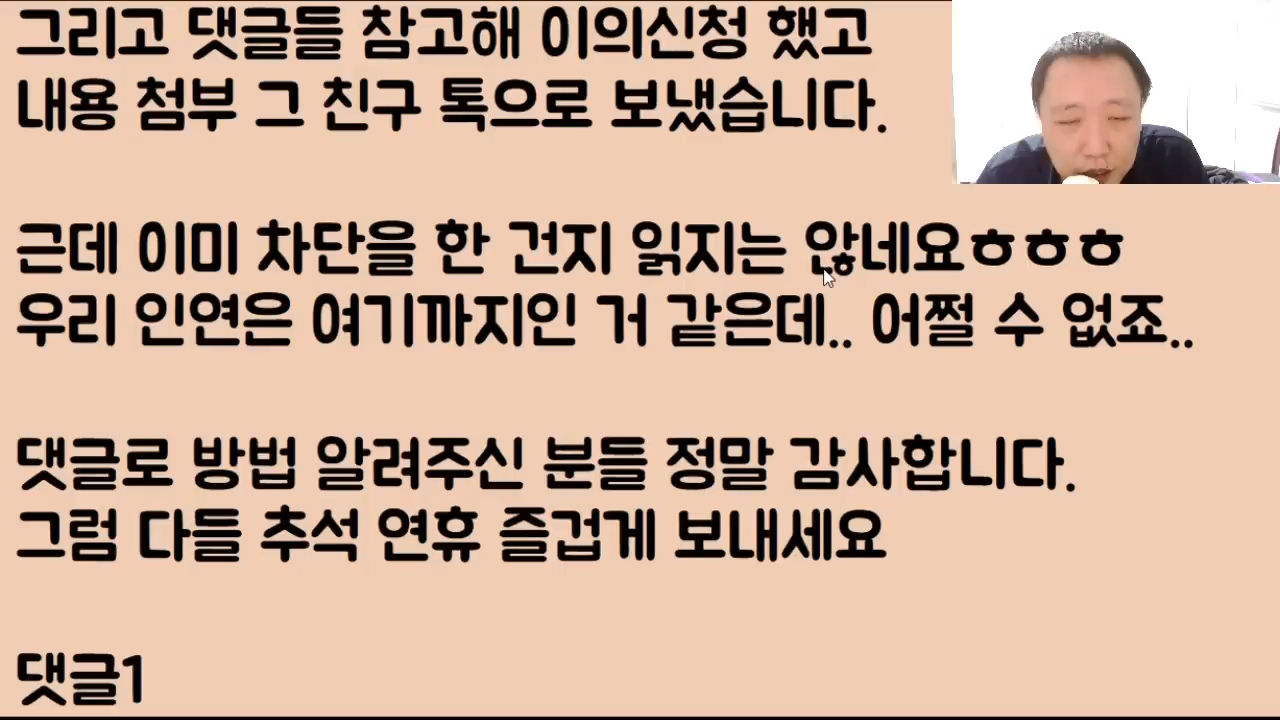 그리고 댓글들 참고해 이의신청 했고
내용 첨부 그 친구 톡으로 보냈습니다.
근데 이미 차단을 한 건지 읽지는 않네요ㅎㅎㅎ
우리 인연은 여기까지인 거 같은데.. 어쩔 수 없죠..
댓글로 방법 알려주신 분들 정말 감사합니다.
그럼 다들 추석 연휴 즐겁게 보내세요
댓글1